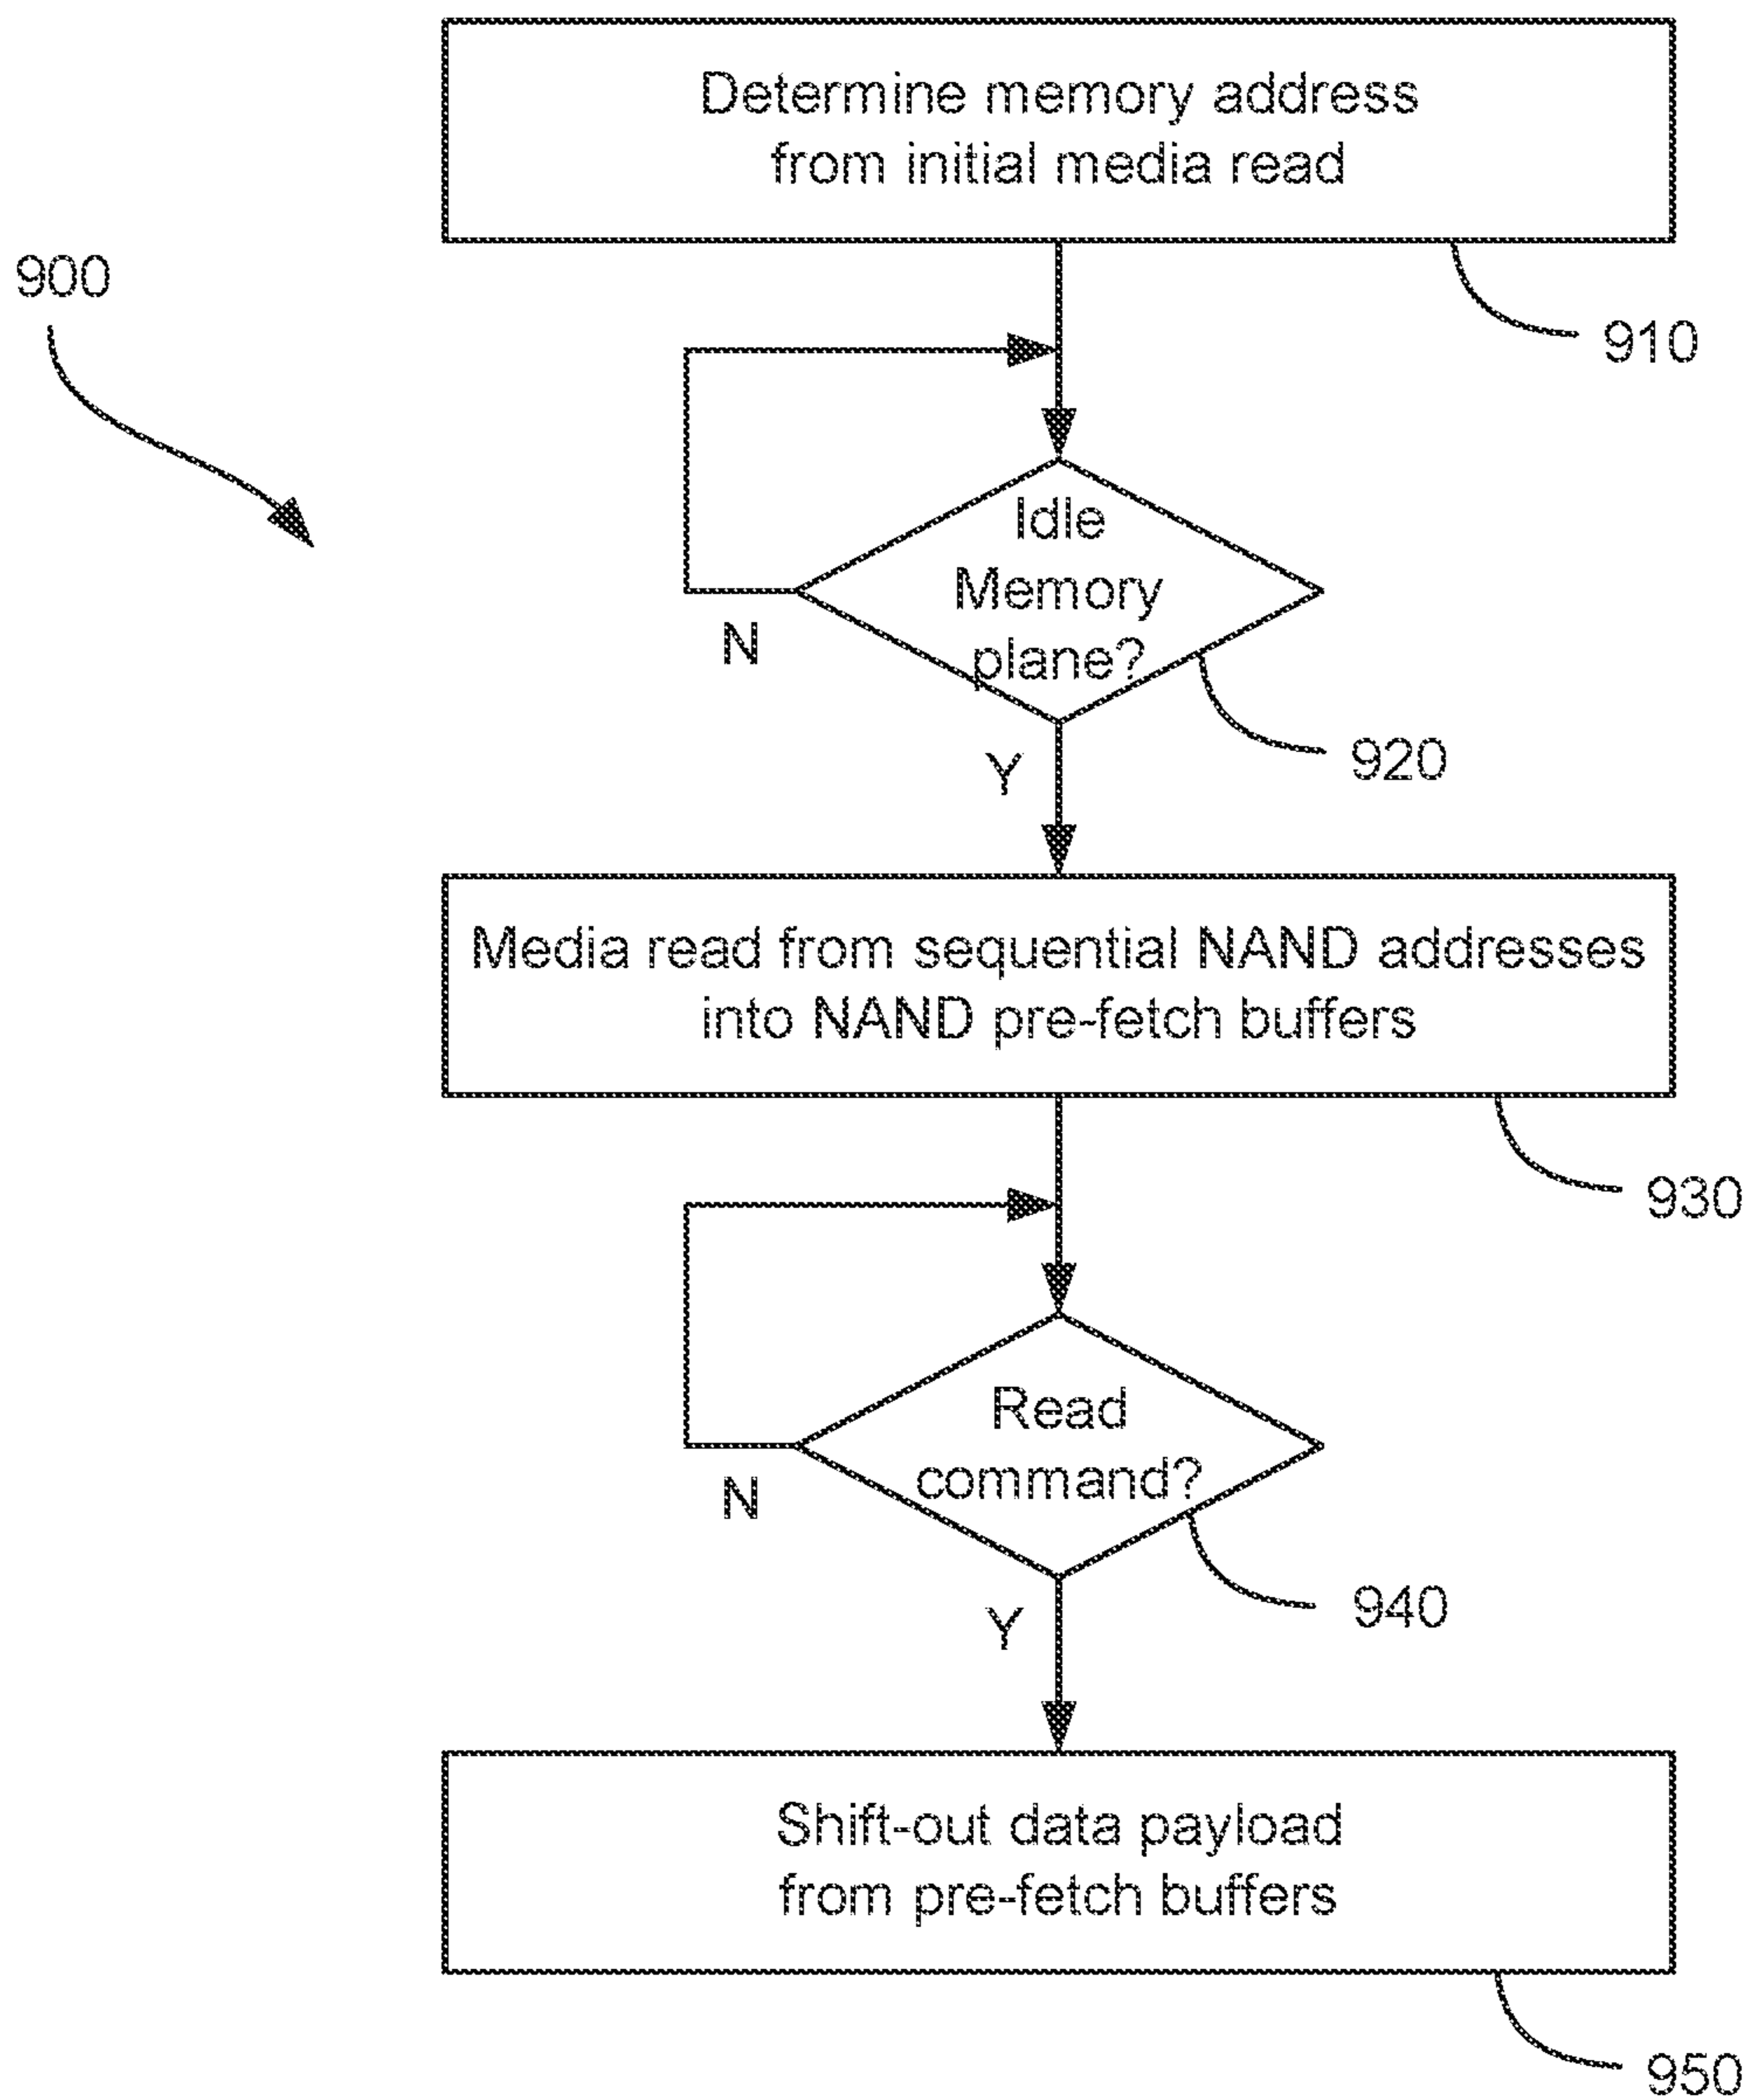 Determine memory address
from initial media read
900
910
Idle
Memory
plane?
N
920
Y
Media read from sequential NAND addresses
into NAND pre-fetch buffers
930
Read
command?
N
940
Y
Shift-out data payload
from pre-fetch buffers
950